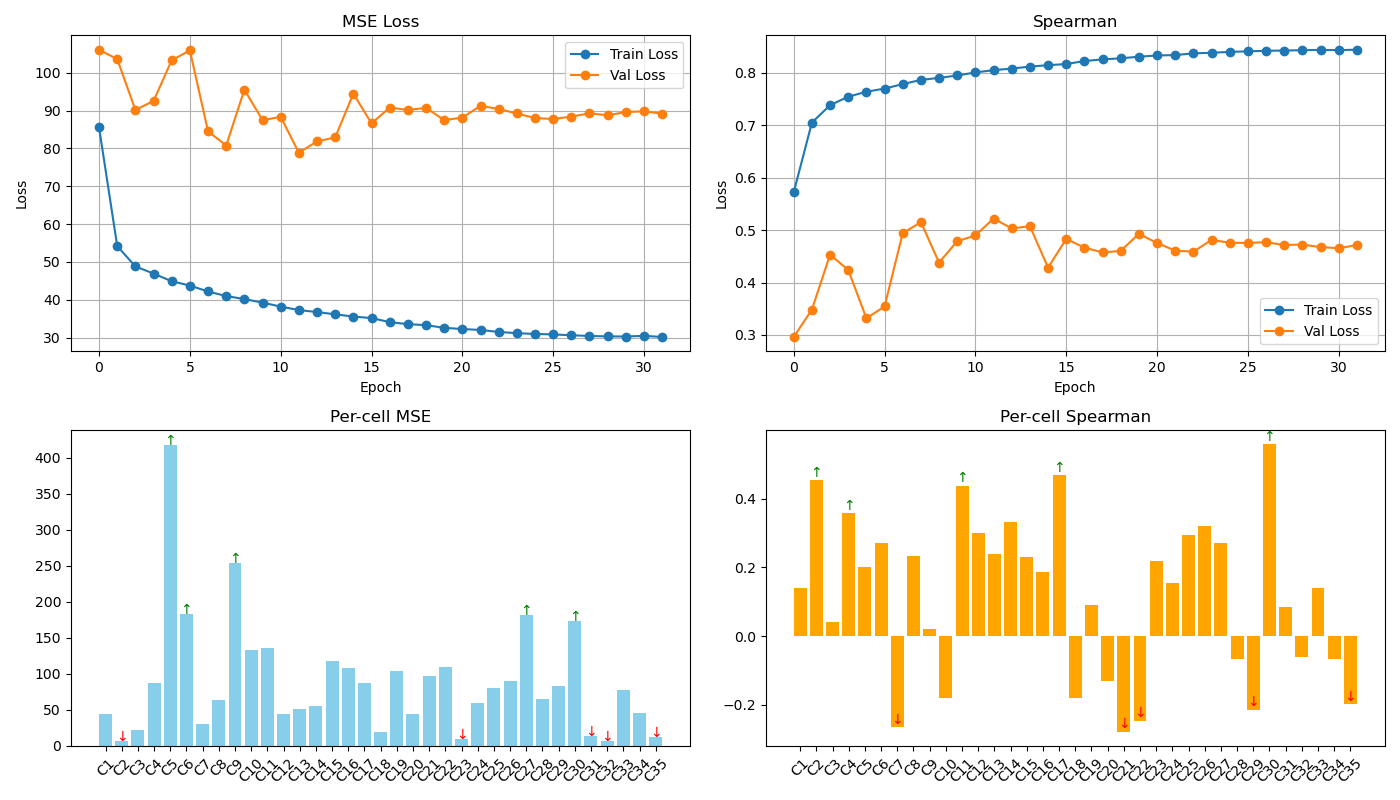 MSE Loss
Loss
100
90
80
70
60
50
40
30
Train Loss
Val Loss
0 5 10 15 20 25 30
Epoch
Spearman
Loss
0.8
0.7
0.6
0.5
0.4
0.3
Train Loss
Val Loss
0 5 10 15 20 25 30
Epoch
Per-cell MSE
400
350
300
250
200
150
100
50
0
↑ ↓ ↑ ↑ ↓ ↑ ↑ ↓ ↓ ↓
C1 C2 C3 C4 C5 C6 C7 C8 C9 C10 C11 C12 C13 C14 C15 C16 C17 C18 C19 C20 C21 C22 C23 C24 C25 C26 C27 C28 C29 C30 C31 C32 C33 C34 C35
Per-cell Spearman
0.4
0.2
0.0
−0.2
↑ ↑ ↓ ↑ ↑ ↓ ↓ ↓ ↑ ↓
C1 C2 C3 C4 C5 C6 C7 C8 C9 C10 C11 C12 C13 C14 C15 C16 C17 C18 C19 C20 C21 C22 C23 C24 C25 C26 C27 C28 C29 C30 C31 C32 C33 C34 C35